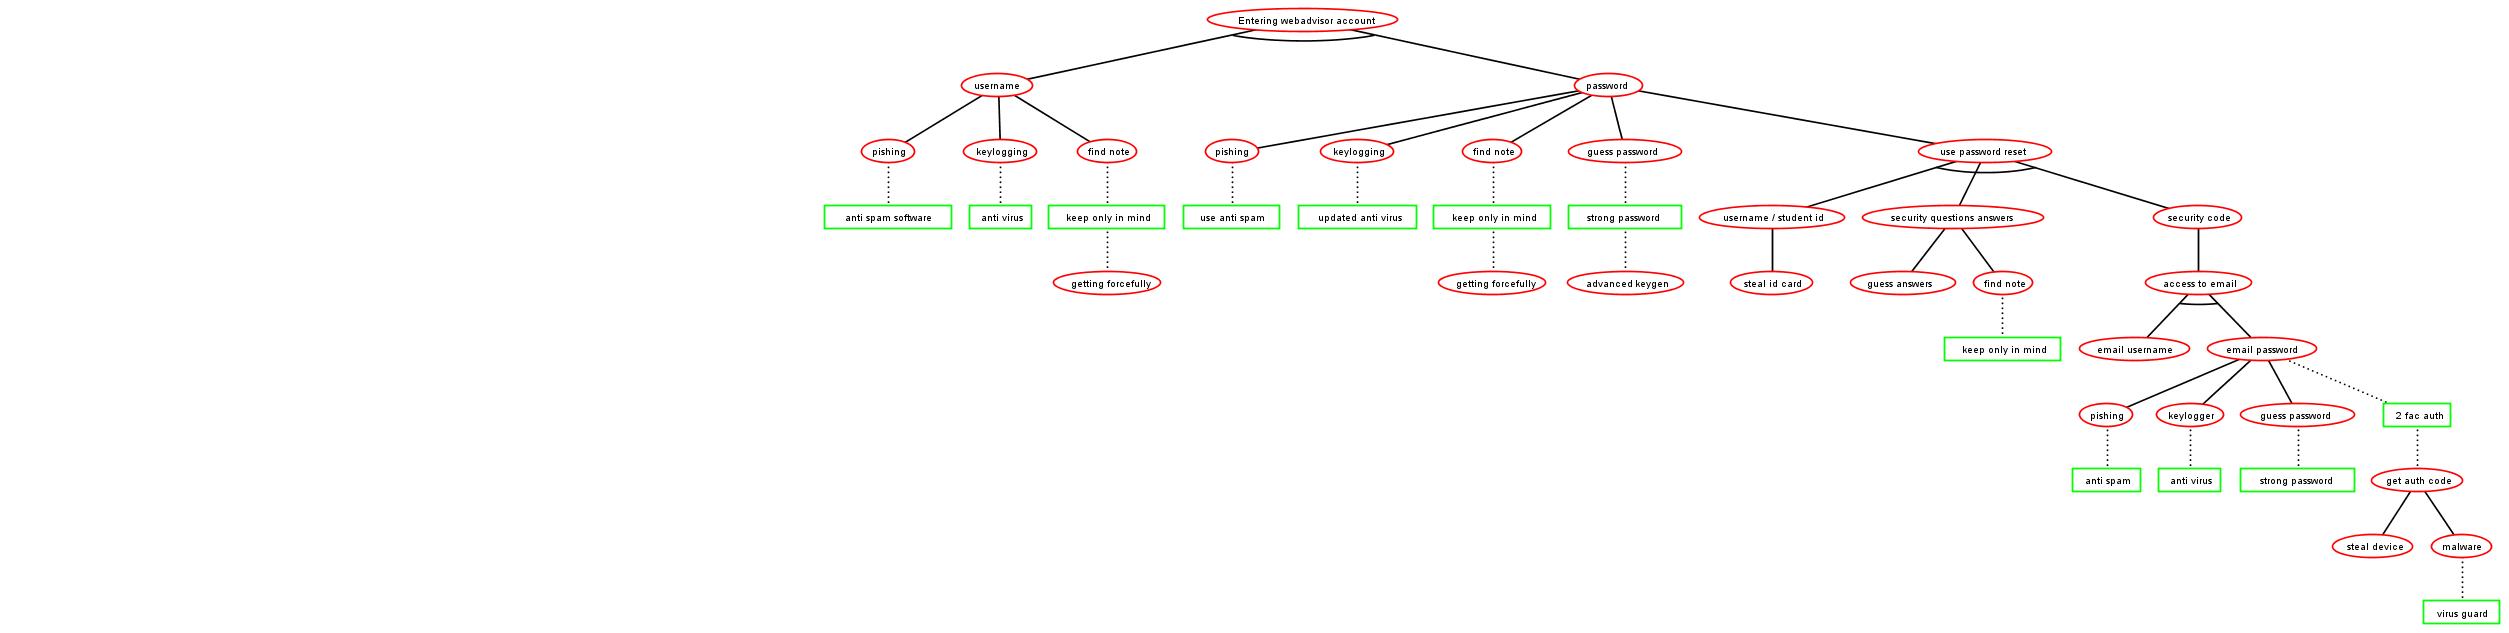 Entering webadvisor account
username
password
pishing
keylogging
find note
pishing
keylogging
find note
guess password
use password reset
anti spam software
anti virus
keep only in mind
use anti spam
updated anti virus
keep only in mind
strong password
username / student id
security questions answers
security code
getting forcefully
getting forcefully
advanced keygen
steal id card
guess answers
find note
access to email
keep only in mind
email username
email password
pishing
keylogger
guess password
2 fac auth
anti spam
anti virus
strong password
get auth code
steal device
malware
virus guard